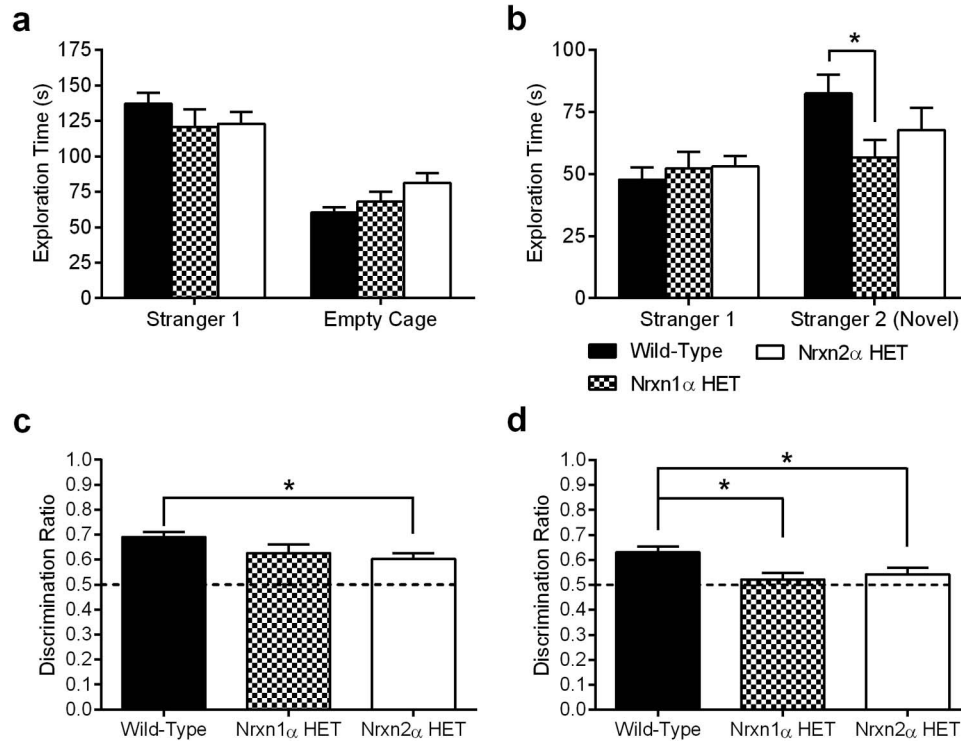 a
175
150
125
100
75
50
25
0
Exploration Time (s)
Stranger 1
Empty Cage
b
100
75
50
25
0
Exploration Time (s)
*
Stranger 1
Stranger 2 (Novel)
Wild-Type
Nrxn2α HET
Nrxn1α HET
c
1.0
0.9
0.8
0.7
0.6
0.5
0.4
0.3
0.2
0.1
0.0
Discrimination Ratio
*
Wild-Type
Nrxn1α HET
Nrxn2α HET
d
1.0
0.9
0.8
0.7
0.6
0.5
0.4
0.3
0.2
0.1
0.0
Discrimination Ratio
*
*
Wild-Type
Nrxn1α HET
Nrxn2α HET